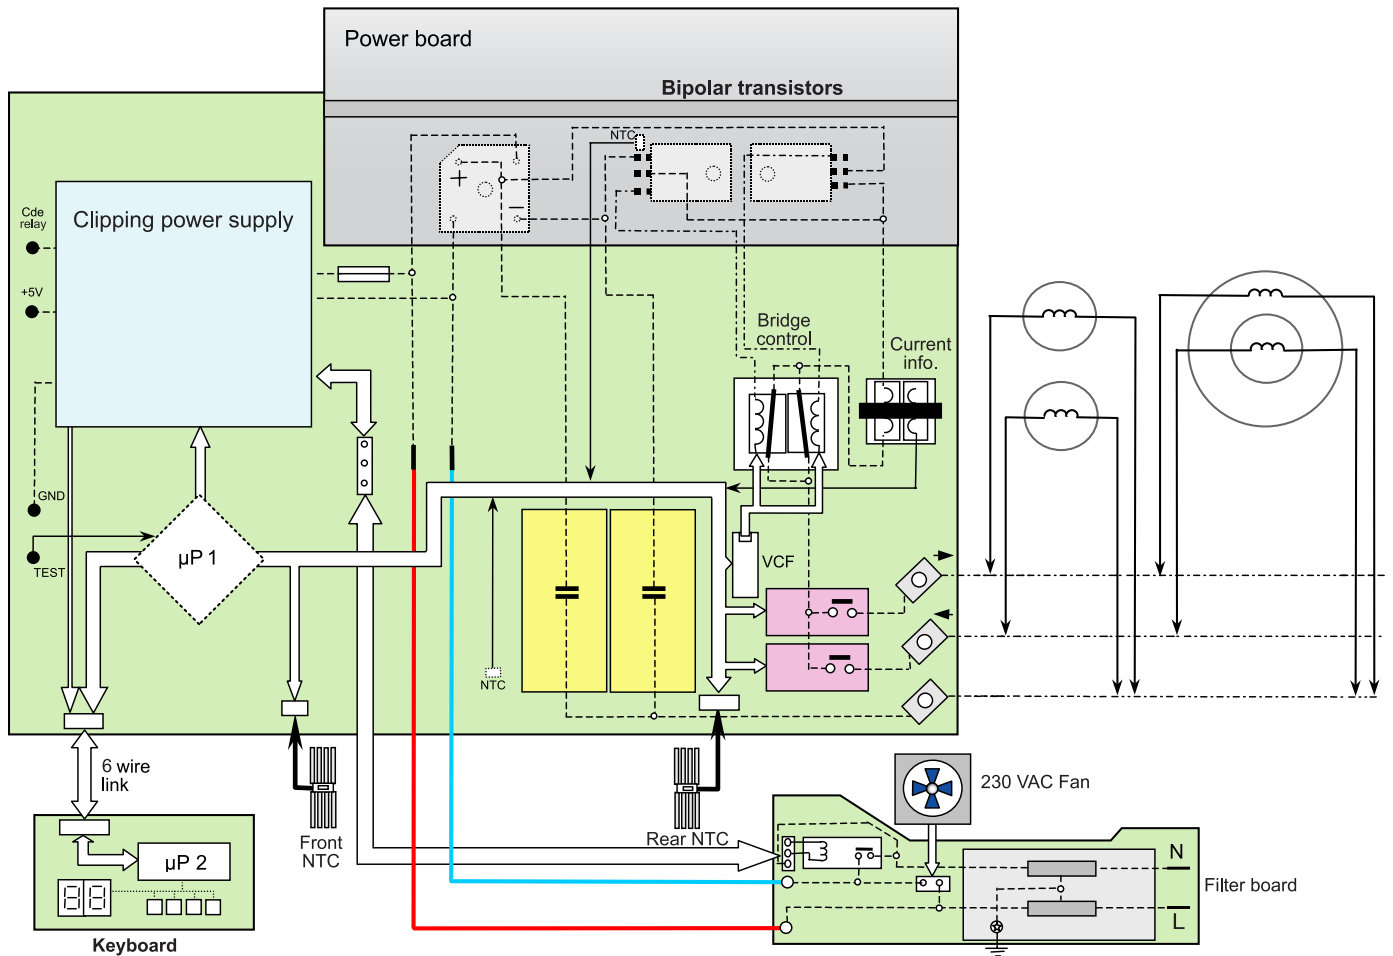 Power board
Bipolar transistors
NTC
Clipping power supply
Cde
relay
+5V
+
−
Bridge
control
Current
info.
GND
TEST
µP 1
VCF
NTC
6 wire
link
230 VAC Fan
Front
NTC
Rear NTC
µP 2
88
N
Filter board
L
Keyboard